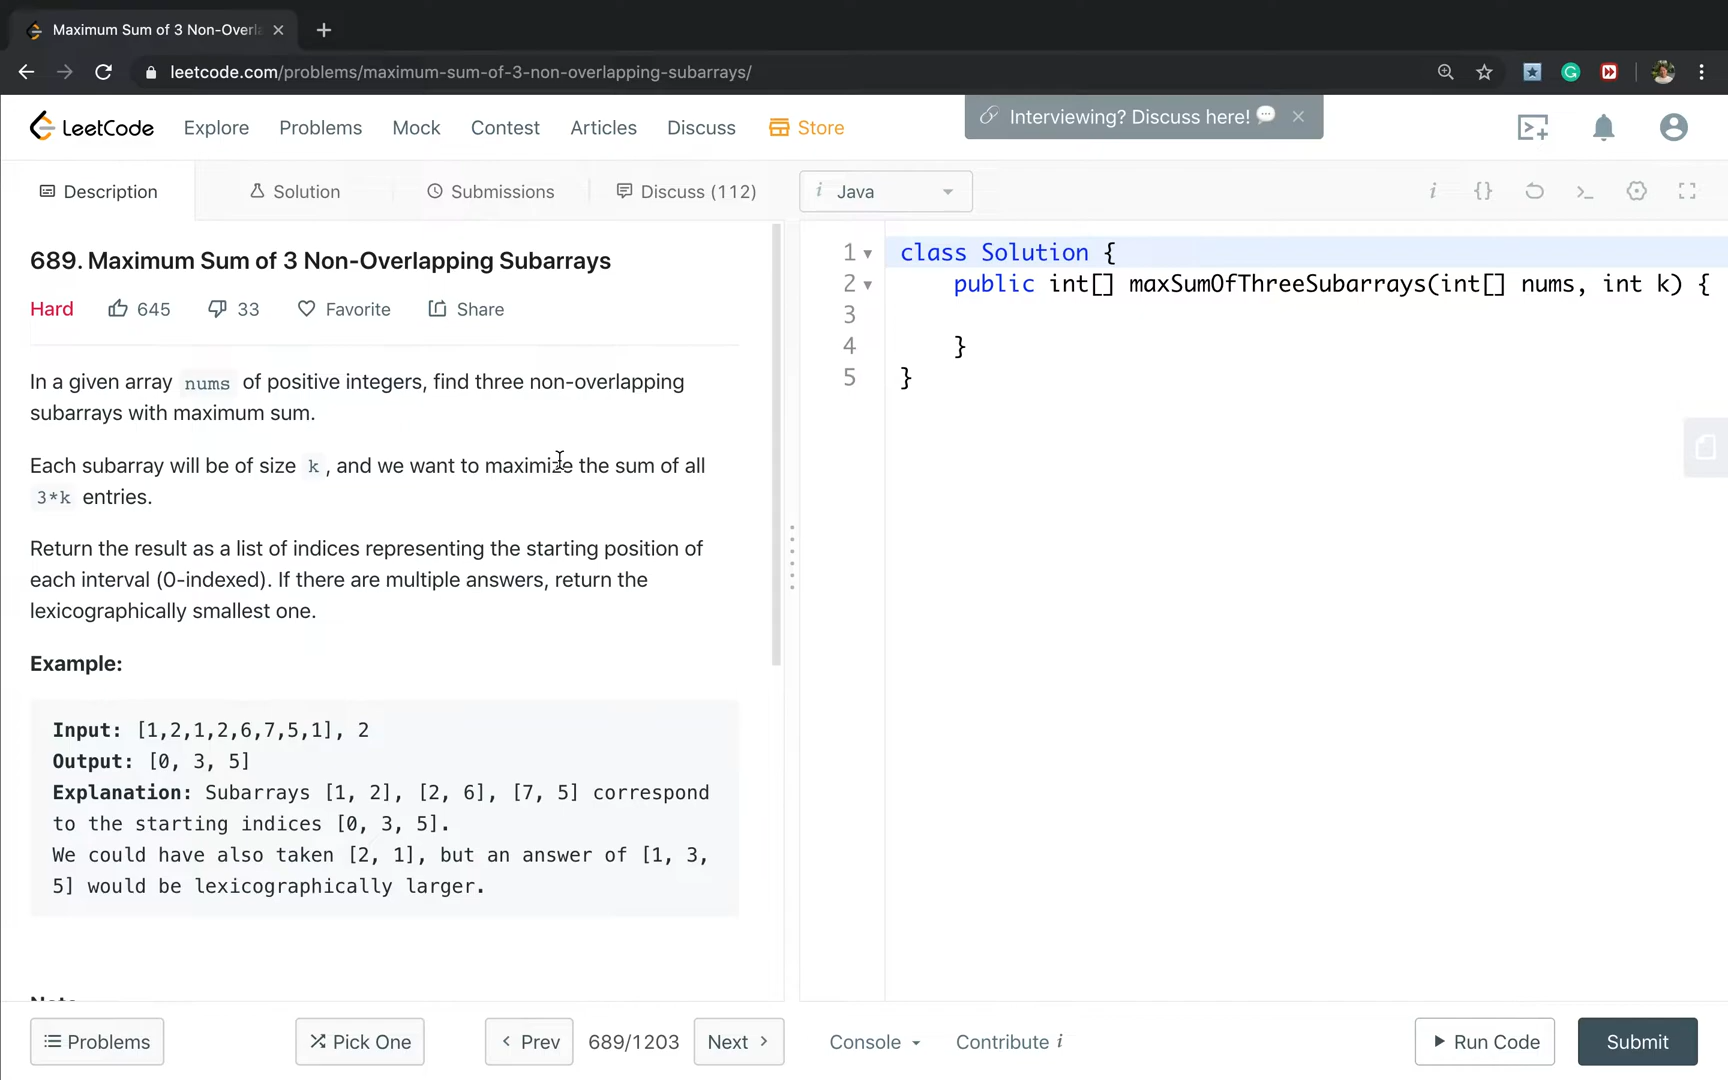 Maximum Sum of 3 Non-Overla
leetcode.com/problems/maximum-sum-of-3-non-overlapping-subarrays/
LeetCode Explore Problems Mock Contest Articles Discuss Store
Interviewing? Discuss here!
Description Solution Submissions Discuss (112)
i Java
689. Maximum Sum of 3 Non-Overlapping Subarrays
Hard 645 33 Favorite Share
In a given array nums of positive integers, find three non-overlapping
subarrays with maximum sum.
Each subarray will be of size k, and we want to maximize the sum of all
3*k entries.
Return the result as a list of indices representing the starting position of
each interval (0-indexed). If there are multiple answers, return the
lexicographically smallest one.
Example:
Input: [1,2,1,2,6,7,5,1], 2
Output: [0, 3, 5]
Explanation: Subarrays [1, 2], [2, 6], [7, 5] correspond
to the starting indices [0, 3, 5].
We could have also taken [2, 1], but an answer of [1, 3,
5] would be lexicographically larger.
1 class Solution {
2 public int[] maxSumOfThreeSubarrays(int[] nums, int k) {
3
4 }
5 }
Problems Pick One Prev 689/1203 Next Console Contribute i Run Code Submit